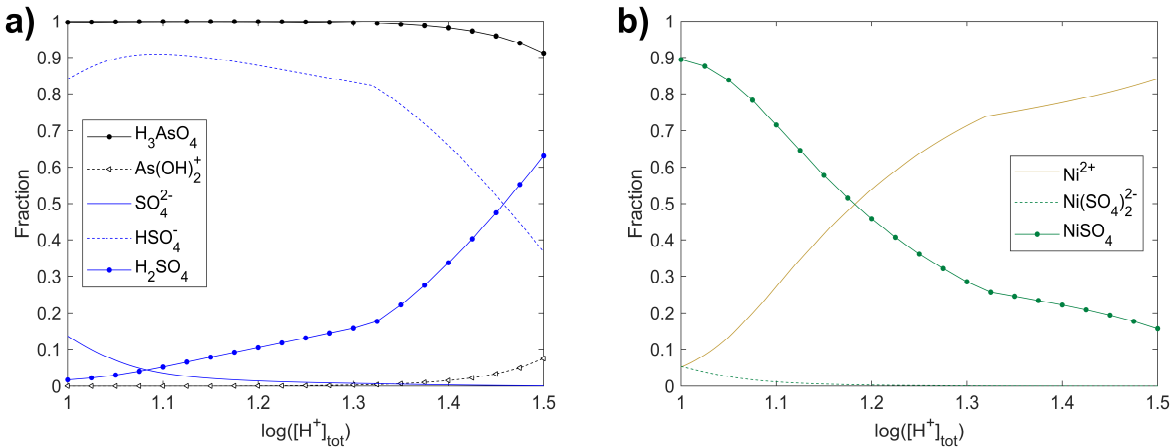 a)
1
0.9
0.8
0.7
0.6
0.5
0.4
0.3
0.2
0.1
0
Fraction
H₃AsO₄
As(OH)₂⁺
SO₄²⁻
HSO₄⁻
H₂SO₄
1 1.1 1.2 1.3 1.4 1.5
log([H⁺]tot)
b)
1
0.9
0.8
0.7
0.6
0.5
0.4
0.3
0.2
0.1
0
Fraction
Ni²⁺
Ni(SO₄)₂²⁻
NiSO₄
1 1.1 1.2 1.3 1.4 1.5
log([H⁺]tot)